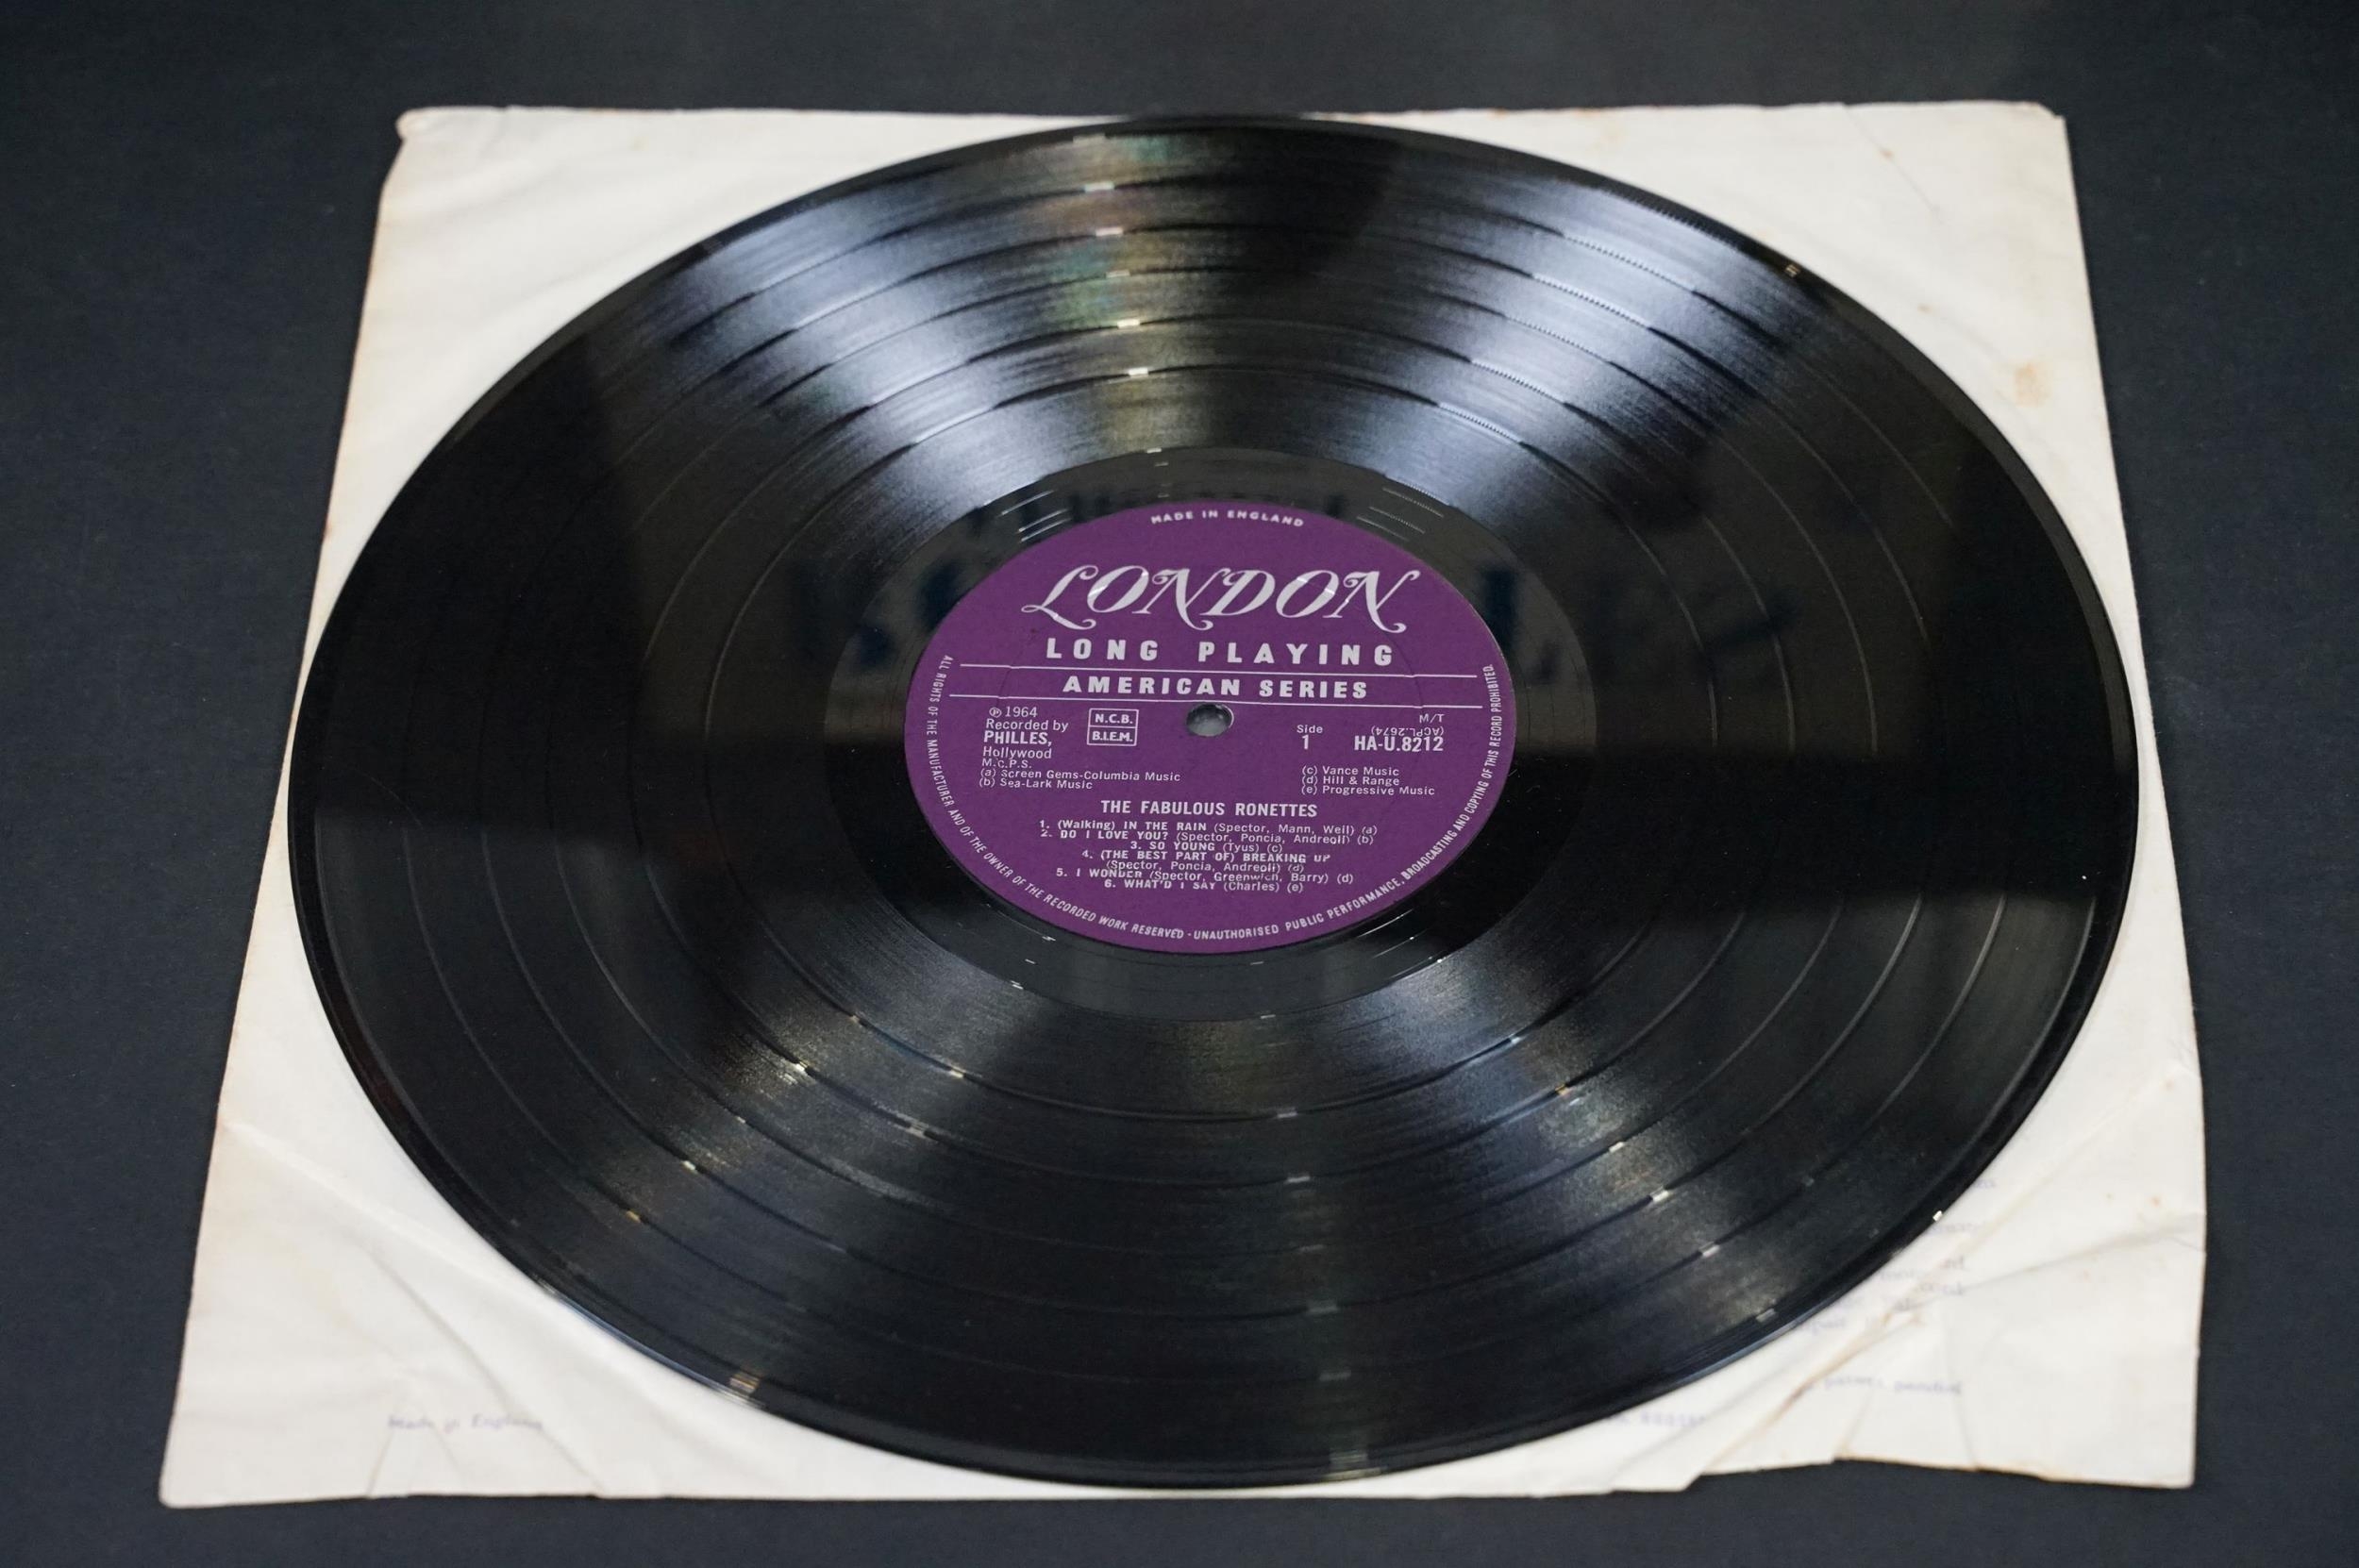 MADE IN ENGLAND
LONDON
LONG PLAYING
AMERICAN SERIES
℗ 1964
Recorded by
PHILLES,
Hollywood
M.C.P.S.
(a) Screen Gems-Columbia Music
(b) Sea-Lark Music
N.C.B.
B.I.E.M.
Side
1
M/T
(ACPL.2674)
HA-U.8212
(c) Vance Music
(d) Hill & Range
(e) Progressive Music
THE FABULOUS RONETTES
1. (Walking) IN THE RAIN (Spector, Mann, Weil) (a)
2. DO I LOVE YOU? (Spector, Poncia, Andreoli) (b)
3. SO YOUNG (Tyus) (c)
4. (THE BEST PART OF) BREAKING UP
(Spector, Poncia, Andreoli) (d)
5. I WONDER (Spector, Greenwich, Barry) (d)
6. WHAT'D I SAY (Charles) (e)
ALL RIGHTS OF THE MANUFACTURER AND OF THE OWNER OF THE RECORDED WORK RESERVED - UNAUTHORISED PUBLIC PERFORMANCE, BROADCASTING AND COPYING OF THIS RECORD PROHIBITED.
Made in England